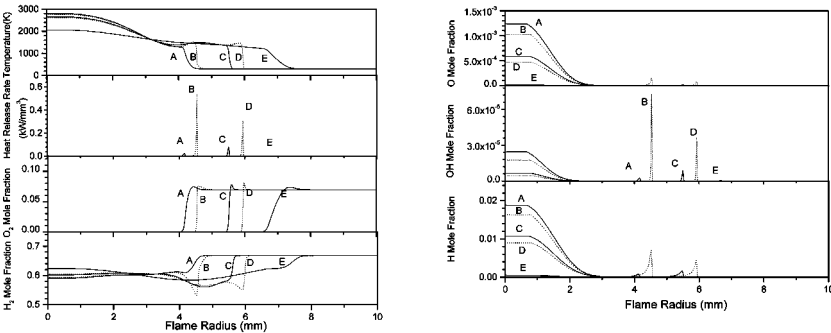 3000
2000
1000
0
Temperature(K)
A B C D E
0.6
0.4
0.2
0.0
Heat Release Rate
(kW/mm³)
A B C D E
0.10
0.05
0.00
O₂ Mole Fraction
A B C D E
0.7
0.6
0.5
H₂ Mole Fraction
A B C D E
0 2 4 6 8 10
Flame Radius (mm)
1.5x10⁻³
1.0x10⁻³
5.0x10⁻⁴
0.0
O Mole Fraction
A
B
C
D
E
6.0x10⁻⁵
3.0x10⁻⁵
0.0
OH Mole Fraction
A B C D E
0.02
0.01
0.00
H Mole Fraction
A
B
C
D
E
0 2 4 6 8 10
Flame Radius (mm)